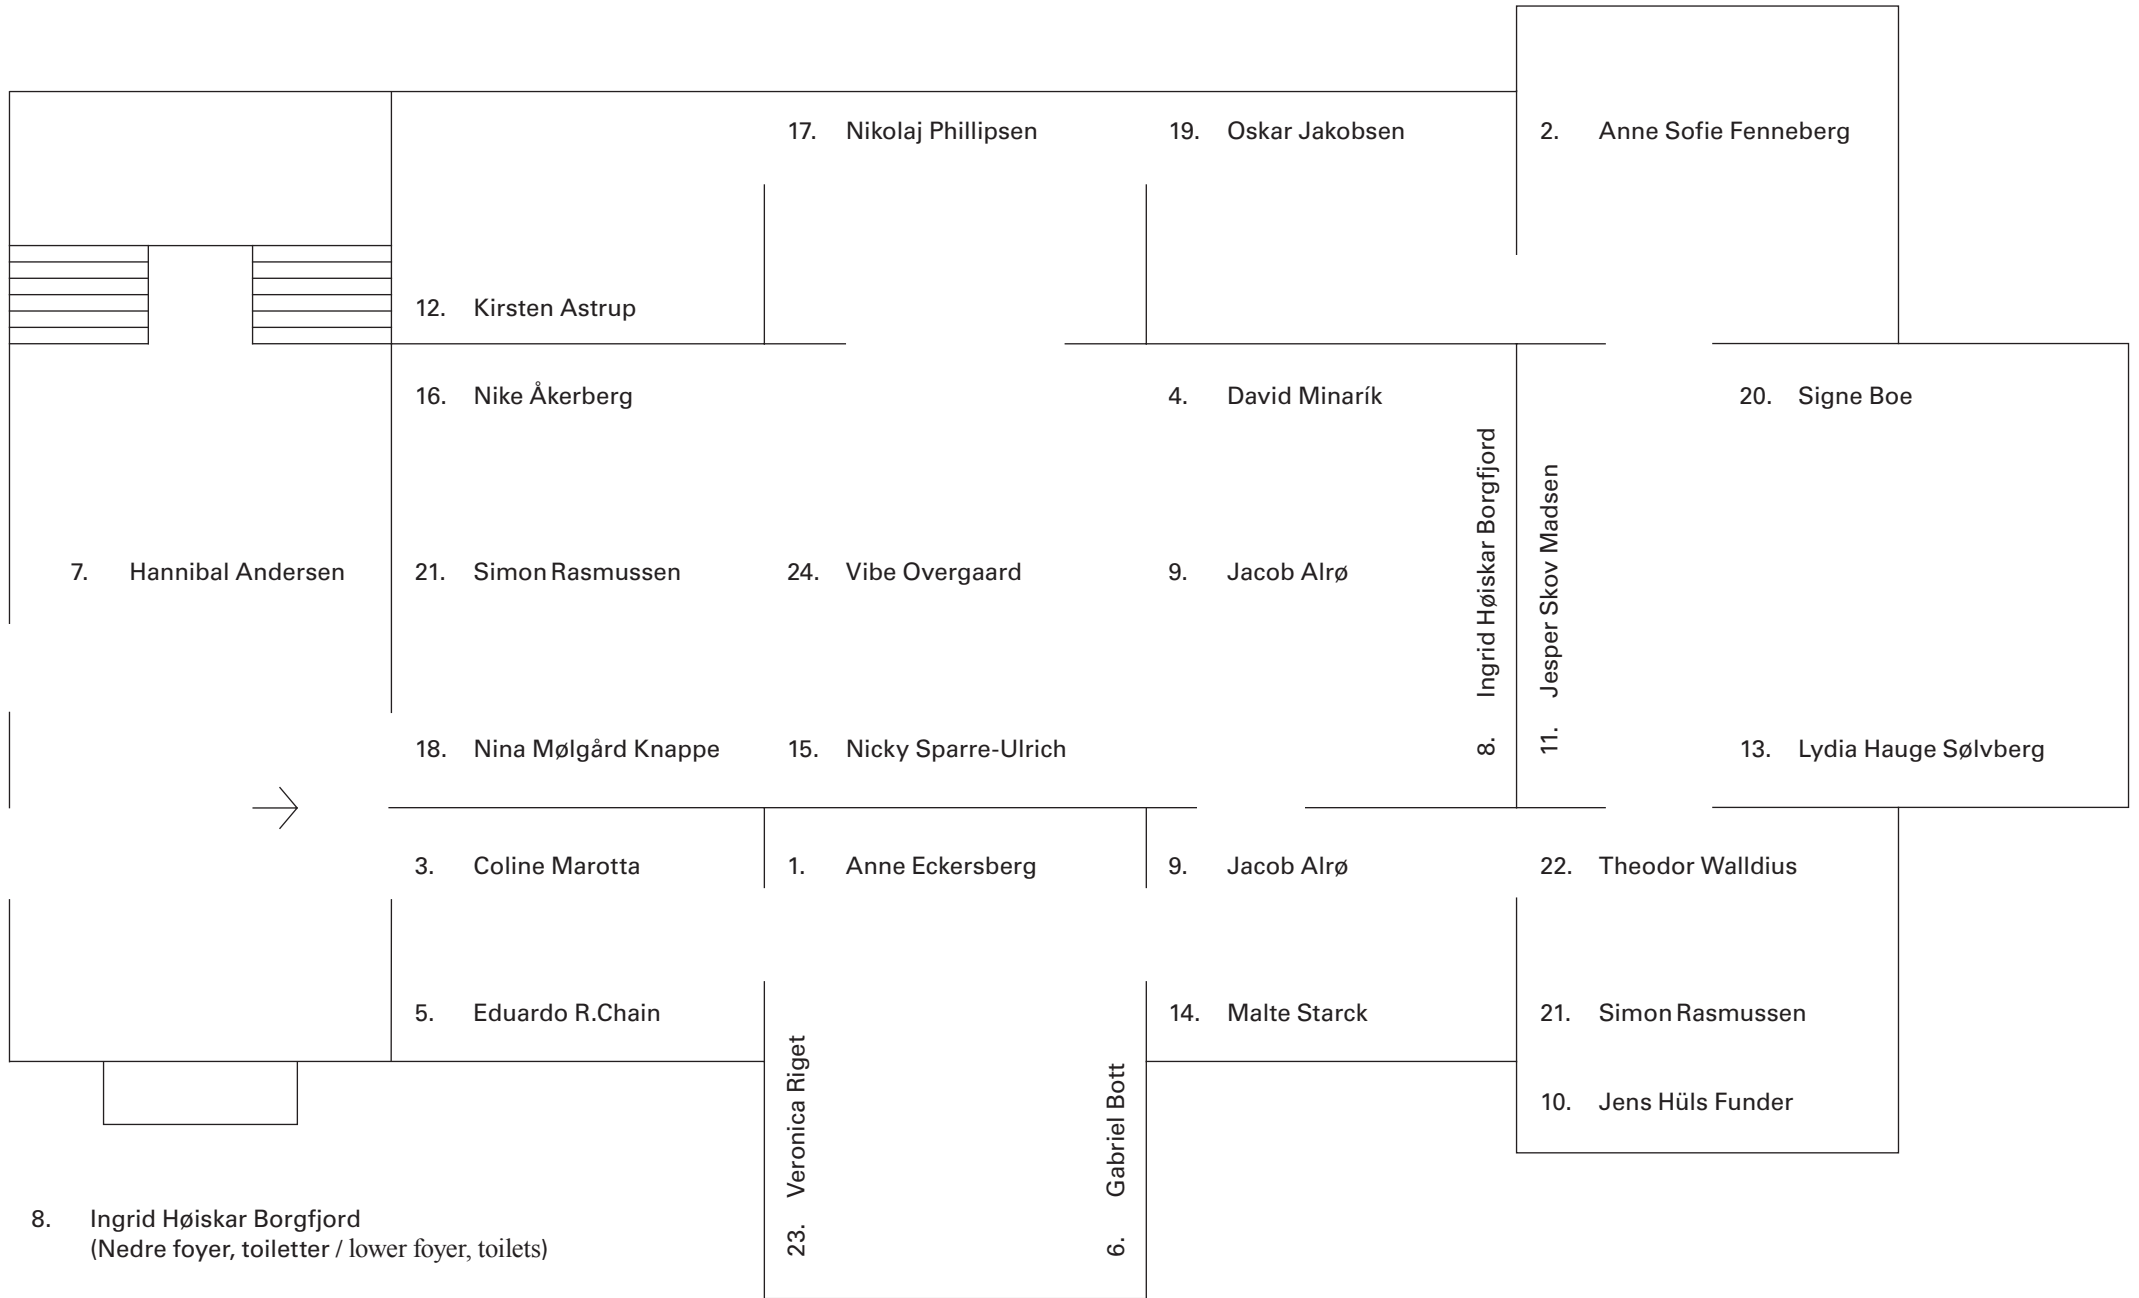 17. Nikolaj Phillipsen
19. Oskar Jakobsen
2. Anne Sofie Fenneberg
12. Kirsten Astrup
16. Nike Åkerberg
4. David Minarík
20. Signe Boe
8. Ingrid Høiskar Borgfjord
11. Jesper Skov Madsen
7. Hannibal Andersen
21. Simon Rasmussen
24. Vibe Overgaard
9. Jacob Alrø
18. Nina Mølgård Knappe
15. Nicky Sparre-Ulrich
13. Lydia Hauge Sølvberg
3. Coline Marotta
1. Anne Eckersberg
9. Jacob Alrø
22. Theodor Walldius
5. Eduardo R.Chain
14. Malte Starck
21. Simon Rasmussen
23. Veronica Riget
6. Gabriel Bott
10. Jens Hüls Funder
8. Ingrid Høiskar Borgfjord
(Nedre foyer, toiletter / lower foyer, toilets)